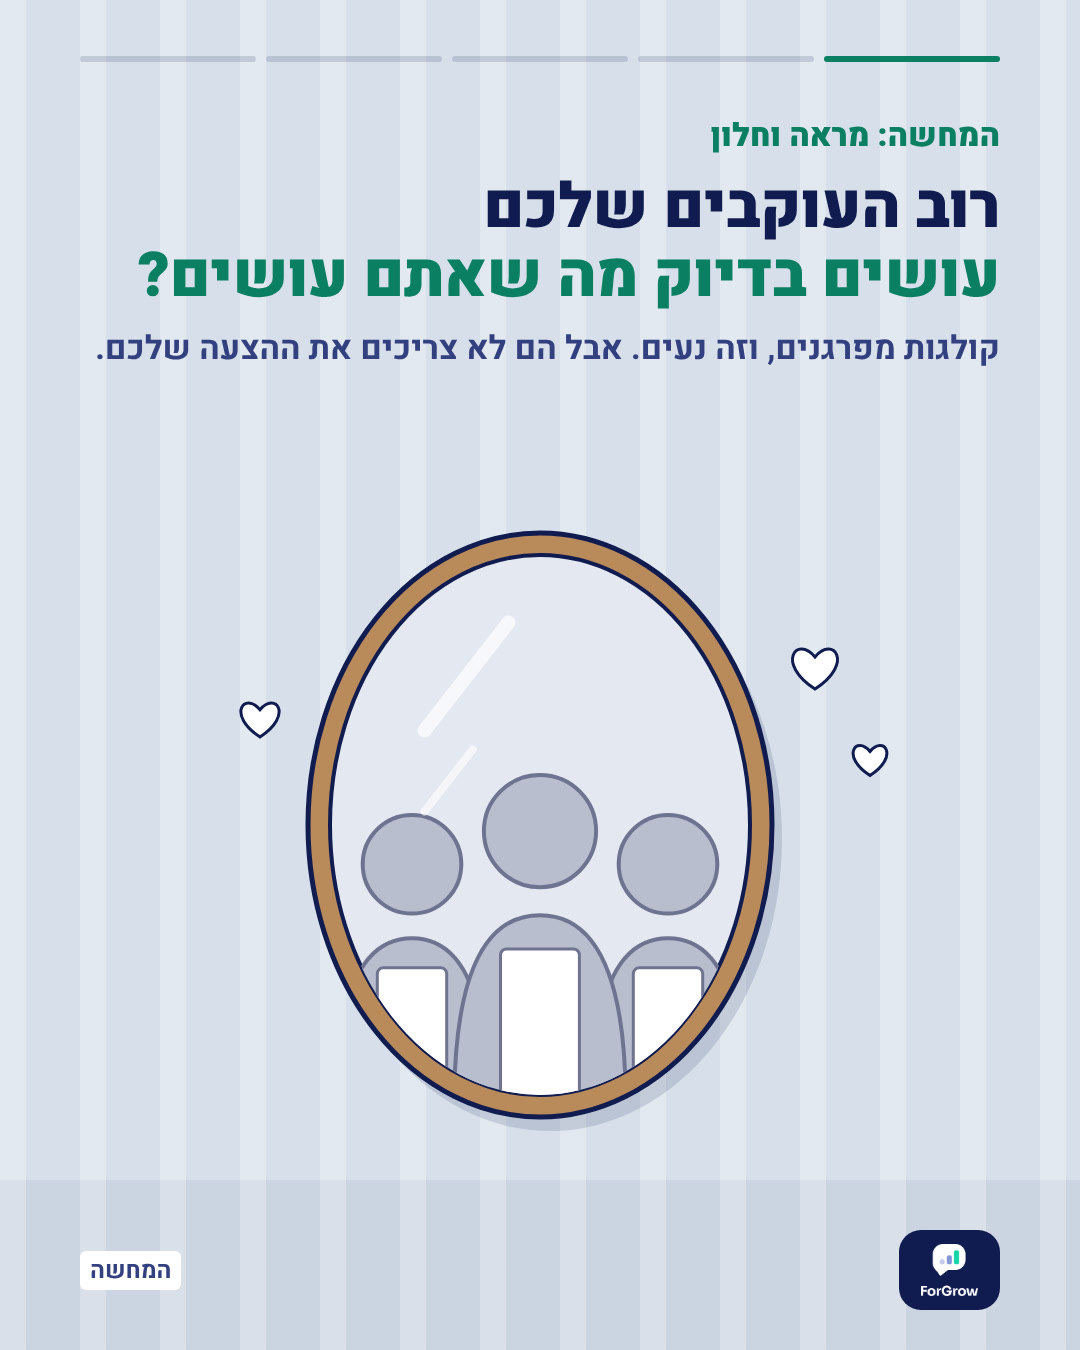 המחשה: מראה וחלון
רוב העוקבים שלכם
עושים בדיוק מה שאתם עושים?
קולגות מפרגנים, וזה נעים. אבל הם לא צריכים את ההצעה שלכם.
ForGrow
המחשה